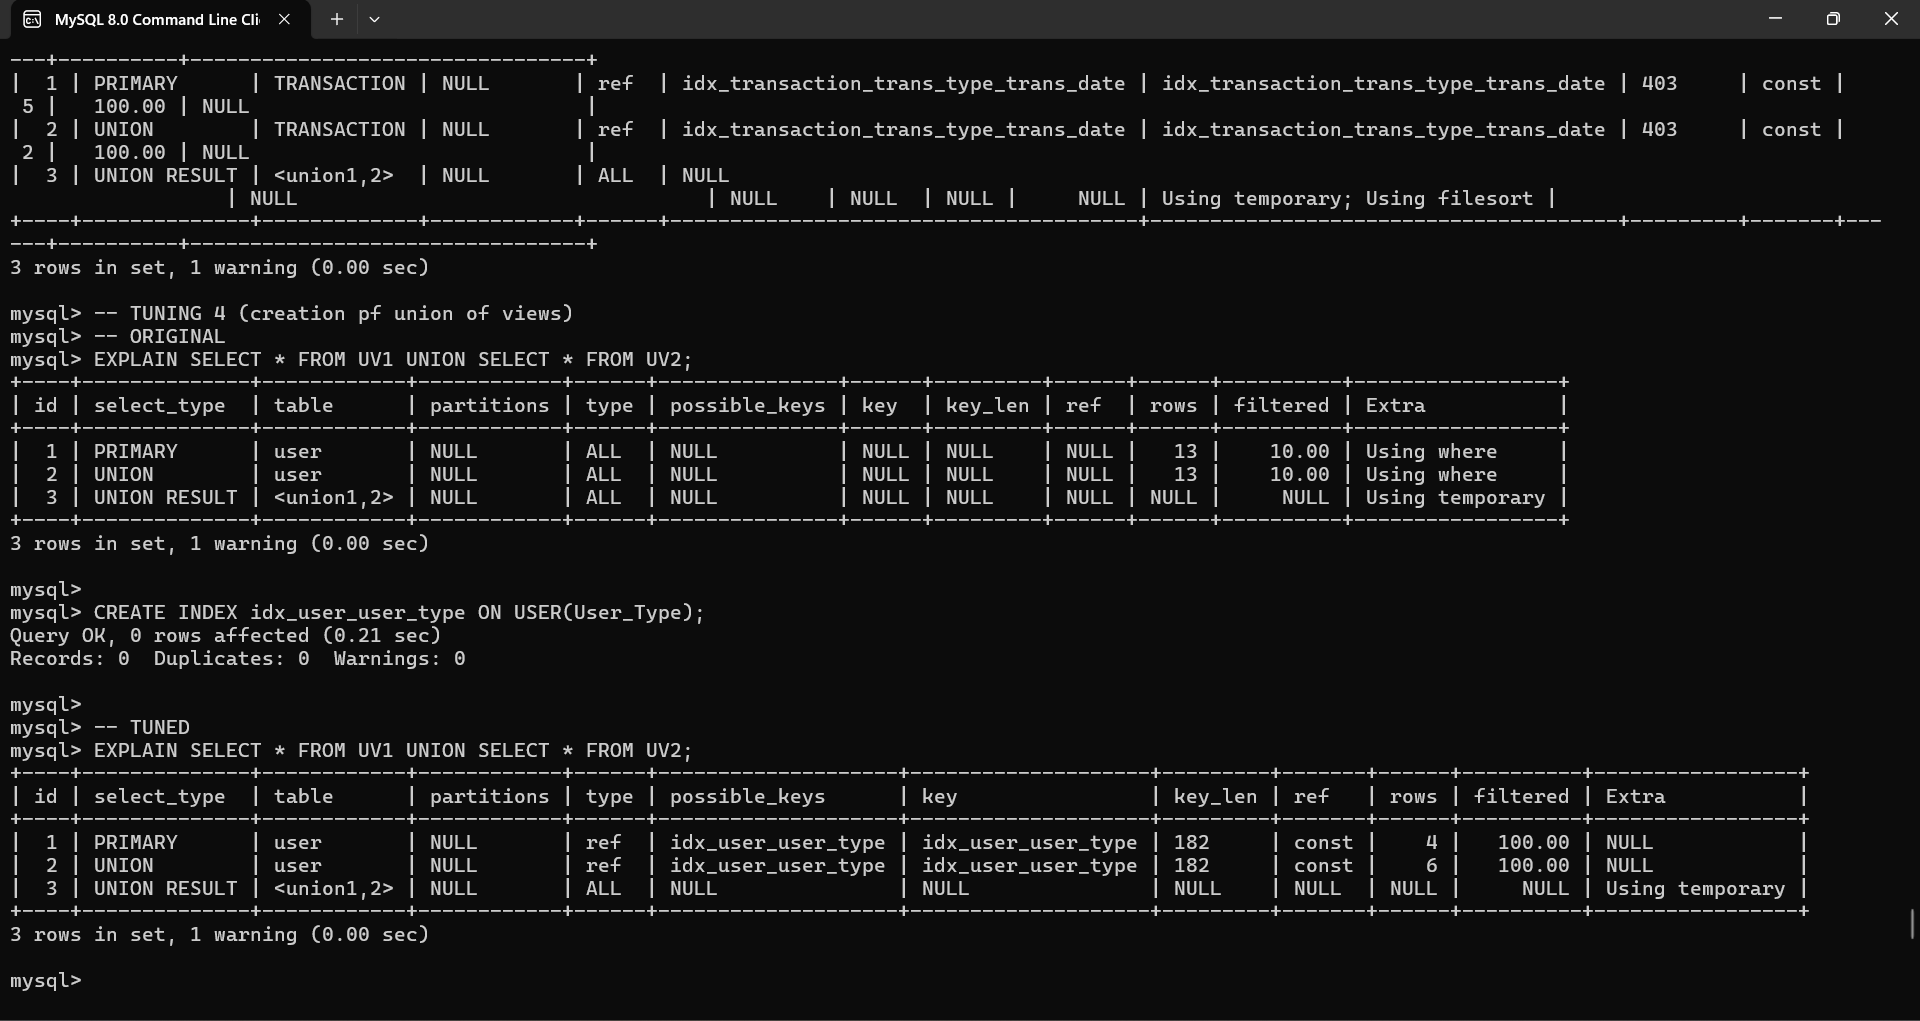 MySQL 8.0 Command Line Cli
---+----------+---------------------------------+
|  1 | PRIMARY      | TRANSACTION | NULL       | ref  | idx_transaction_trans_type_trans_date | idx_transaction_trans_type_trans_date | 403     | const |
 5 |   100.00 | NULL                            |
|  2 | UNION        | TRANSACTION | NULL       | ref  | idx_transaction_trans_type_trans_date | idx_transaction_trans_type_trans_date | 403     | const |
 2 |   100.00 | NULL                            |
|  3 | UNION RESULT | <union1,2>  | NULL       | ALL  | NULL
                  | NULL                                  | NULL    | NULL  | NULL |     NULL | Using temporary; Using filesort |
+----+--------------+-------------+------------+------+---------------------------------------+---------------------------------------+---------+-------+---
---+----------+---------------------------------+
3 rows in set, 1 warning (0.00 sec)
mysql> -- TUNING 4 (creation pf union of views)
mysql> -- ORIGINAL
mysql> EXPLAIN SELECT * FROM UV1 UNION SELECT * FROM UV2;
+----+--------------+------------+------------+------+---------------+------+---------+------+------+----------+-----------------+
| id | select_type  | table      | partitions | type | possible_keys | key  | key_len | ref  | rows | filtered | Extra           |
+----+--------------+------------+------------+------+---------------+------+---------+------+------+----------+-----------------+
|  1 | PRIMARY      | user       | NULL       | ALL  | NULL          | NULL | NULL    | NULL |   13 |    10.00 | Using where     |
|  2 | UNION        | user       | NULL       | ALL  | NULL          | NULL | NULL    | NULL |   13 |    10.00 | Using where     |
|  3 | UNION RESULT | <union1,2> | NULL       | ALL  | NULL          | NULL | NULL    | NULL | NULL |     NULL | Using temporary |
+----+--------------+------------+------------+------+---------------+------+---------+------+------+----------+-----------------+
3 rows in set, 1 warning (0.00 sec)
mysql>
mysql> CREATE INDEX idx_user_user_type ON USER(User_Type);
Query OK, 0 rows affected (0.21 sec)
Records: 0  Duplicates: 0  Warnings: 0
mysql>
mysql> -- TUNED
mysql> EXPLAIN SELECT * FROM UV1 UNION SELECT * FROM UV2;
+----+--------------+------------+------------+------+--------------------+--------------------+---------+-------+------+----------+-----------------+
| id | select_type  | table      | partitions | type | possible_keys      | key                | key_len | ref   | rows | filtered | Extra           |
+----+--------------+------------+------------+------+--------------------+--------------------+---------+-------+------+----------+-----------------+
|  1 | PRIMARY      | user       | NULL       | ref  | idx_user_user_type | idx_user_user_type | 182     | const |    4 |   100.00 | NULL            |
|  2 | UNION        | user       | NULL       | ref  | idx_user_user_type | idx_user_user_type | 182     | const |    6 |   100.00 | NULL            |
|  3 | UNION RESULT | <union1,2> | NULL       | ALL  | NULL               | NULL               | NULL    | NULL  | NULL |     NULL | Using temporary |
+----+--------------+------------+------------+------+--------------------+--------------------+---------+-------+------+----------+-----------------+
3 rows in set, 1 warning (0.00 sec)
mysql>